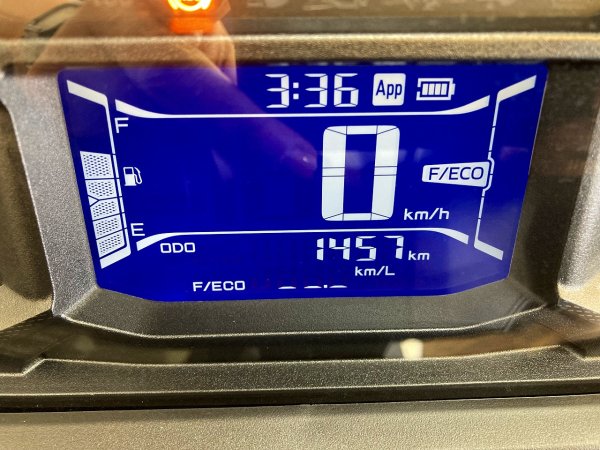 3:36 App
F
0
F/ECO
km/h
E
ODO 1457 km
km/L
F/ECO